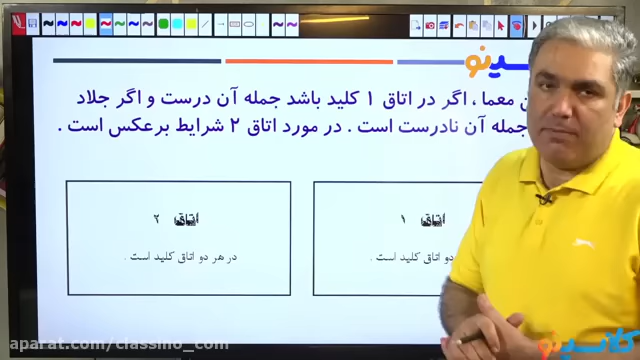 سینو
معما ، اگر در اتاق ۱ کلید باشد جمله آن درست و اگر جلاد
جمله آن نادرست است . در مورد اتاق ۲ شرایط برعکس است .
اتاق ۱
دو اتاق کلید است .
اتاق ۲
در هر دو اتاق کلید است .
aparat.com/classino_com
کلاسینو